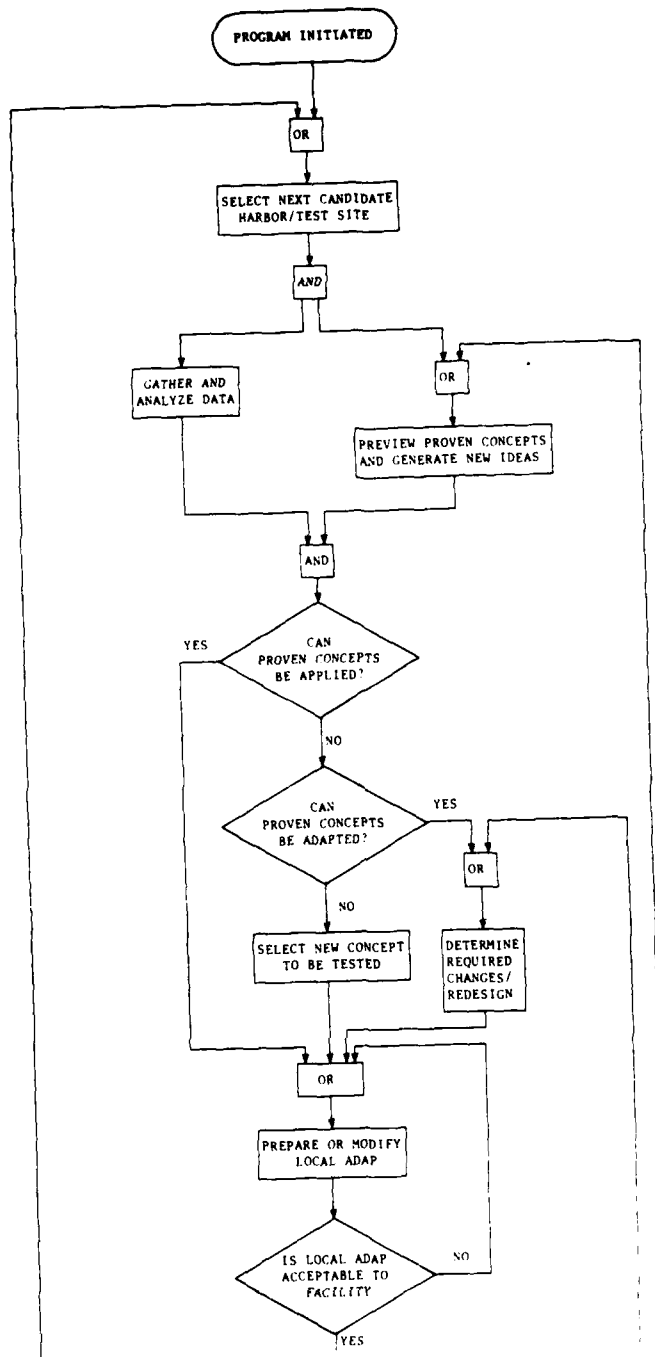 PROGRAM INITIATED
OR
SELECT NEXT CANDIDATE
HARBOR/TEST SITE
AND
GATHER AND
ANALYZE DATA
OR
PREVIEW PROVEN CONCEPTS
AND GENERATE NEW IDEAS
AND
YES
CAN
PROVEN CONCEPTS
BE APPLIED?
NO
CAN
PROVEN CONCEPTS
BE ADAPTED?
YES
OR
NO
SELECT NEW CONCEPT
TO BE TESTED
DETERMINE
REQUIRED
CHANGES/
REDESIGN
OR
PREPARE OR MODIFY
LOCAL ADAP
IS LOCAL ADAP
ACCEPTABLE TO
FACILITY
NO
YES